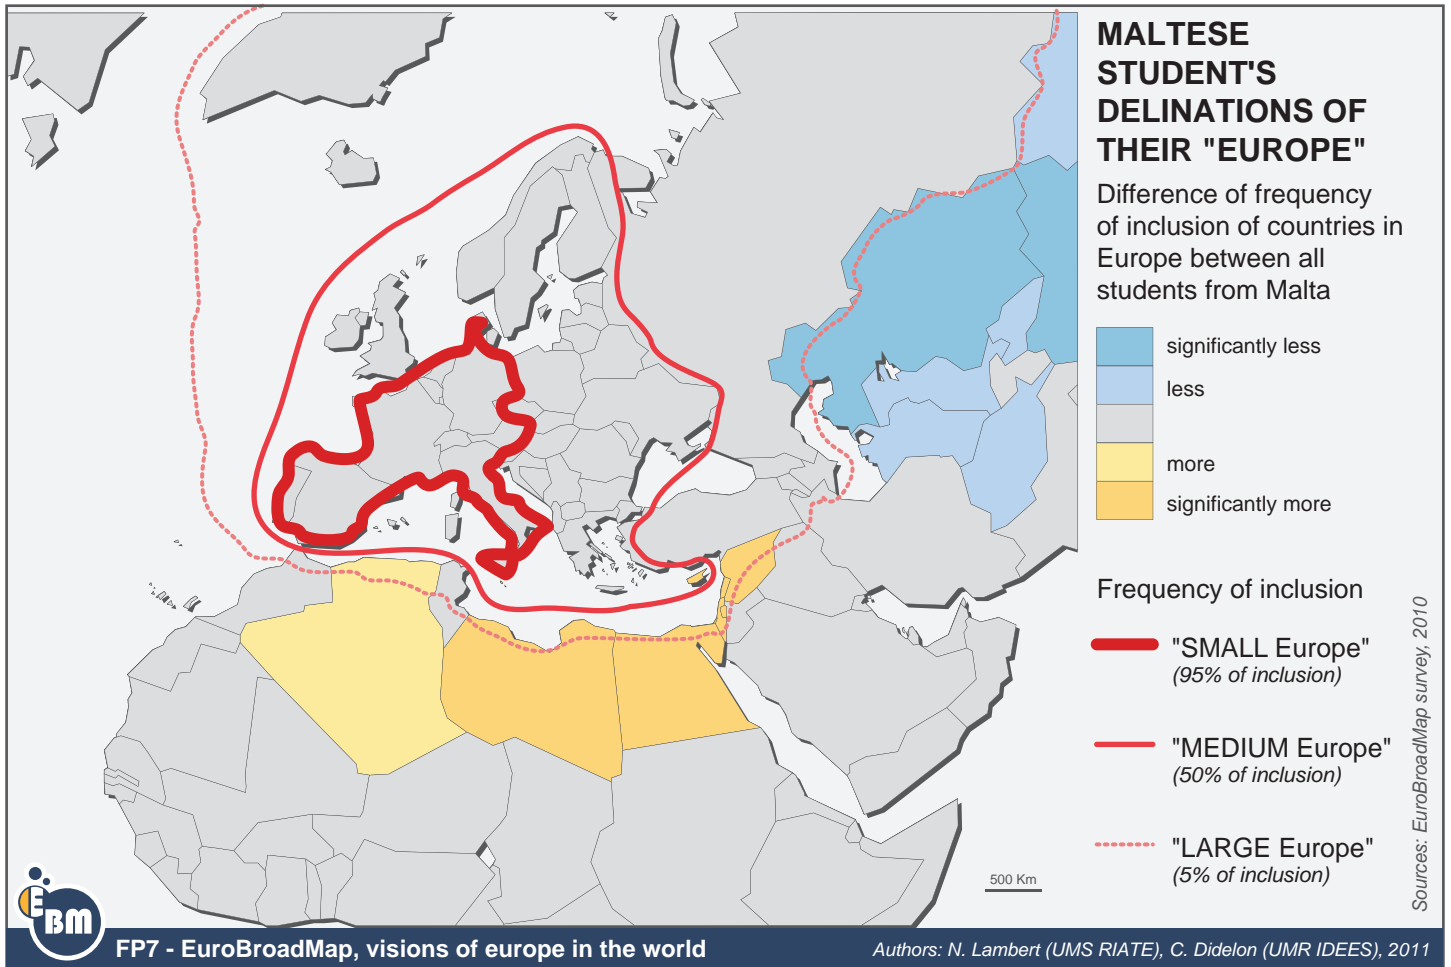 MALTESE
STUDENT'S
DELINATIONS OF
THEIR "EUROPE"
Difference of frequency
of inclusion of countries in
Europe between all
students from Malta
significantly less
less
more
significantly more
Frequency of inclusion
"SMALL Europe"
(95% of inclusion)
"MEDIUM Europe"
(50% of inclusion)
"LARGE Europe"
(5% of inclusion)
Sources: EuroBroadMap survey, 2010
500 Km
E
BM
FP7 - EuroBroadMap, visions of europe in the world
Authors: N. Lambert (UMS RIATE), C. Didelon (UMR IDEES), 2011